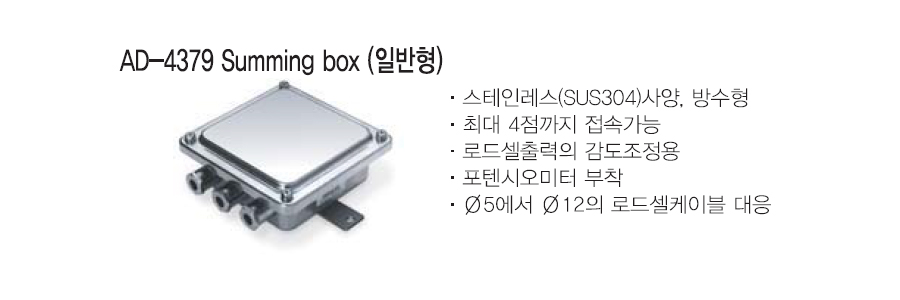 AD-4379 Summing box (일반형)
· 스테인레스(SUS304)사양, 방수형
· 최대 4점까지 접속가능
· 로드셀출력의 감도조정용
· 포텐시오미터 부착
· Ø5에서 Ø12의 로드셀케이블 대응